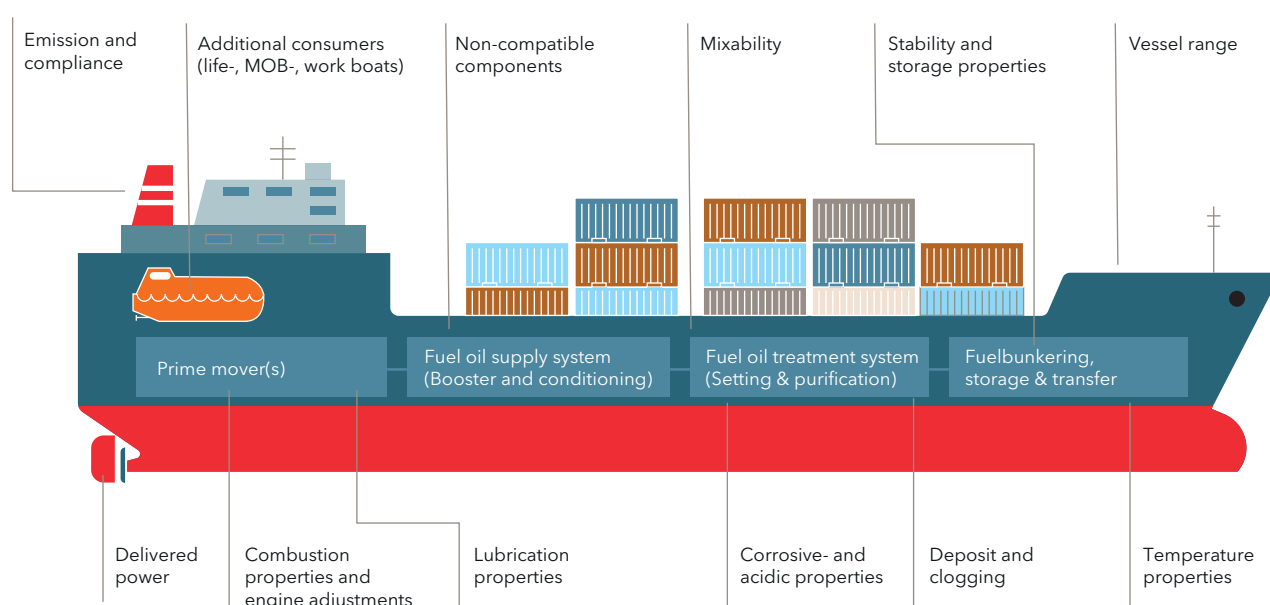 Emission and
compliance
Additional consumers
(life-, MOB-, work boats)
Non-compatible
components
Mixability
Stability and
storage properties
Vessel range
Prime mover(s)
Fuel oil supply system
(Booster and conditioning)
Fuel oil treatment system
(Setting & purification)
Fuelbunkering,
storage & transfer
Delivered
power
Combustion
properties and
engine adjustments
Lubrication
properties
Corrosive- and
acidic properties
Deposit and
clogging
Temperature
properties